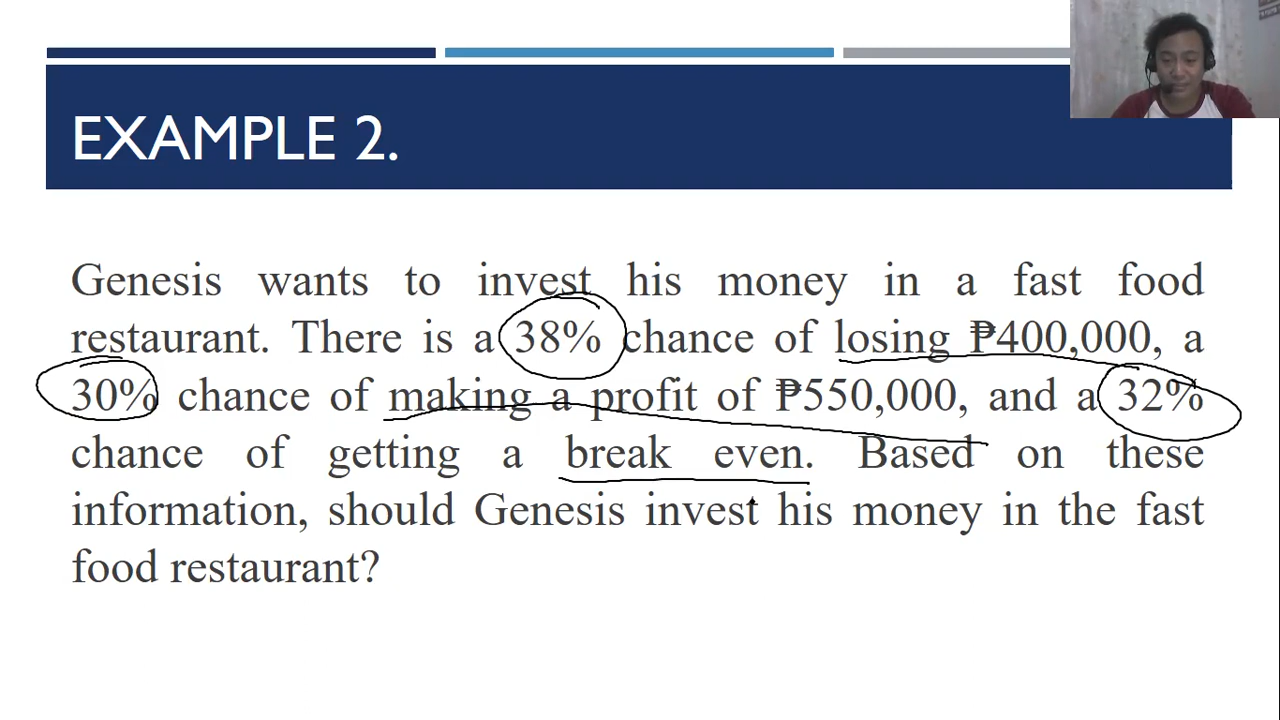 EXAMPLE 2.
Genesis wants to invest his money in a fast food
restaurant. There is a 38% chance of losing ₱400,000, a
30% chance of making a profit of ₱550,000, and a 32%
chance of getting a break even. Based on these
information, should Genesis invest his money in the fast
food restaurant?